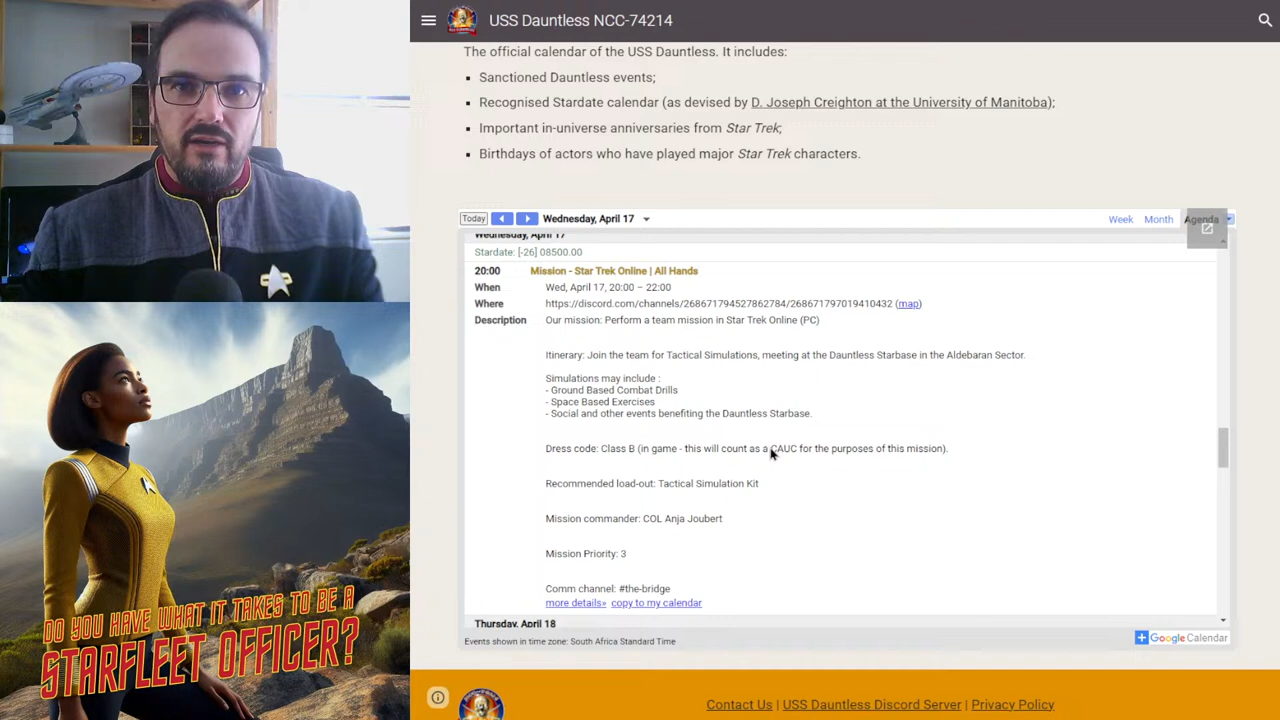 USS Dauntless NCC-74214
The official calendar of the USS Dauntless. It includes:
Sanctioned Dauntless events;
Recognised Stardate calendar (as devised by D. Joseph Creighton at the University of Manitoba);
Important in-universe anniversaries from Star Trek;
Birthdays of actors who have played major Star Trek characters.
Today Wednesday, April 17 Week Month Agenda
Wednesday, April 17
Stardate: [-26] 08500.00
20:00 Mission - Star Trek Online | All Hands
When Wed, April 17, 20:00 – 22:00
Where https://discord.com/channels/268671794527862784/268671797019410432 (map)
Description Our mission: Perform a team mission in Star Trek Online (PC)
Itinerary: Join the team for Tactical Simulations, meeting at the Dauntless Starbase in the Aldebaran Sector.
Simulations may include :
- Ground Based Combat Drills
- Space Based Exercises
- Social and other events benefiting the Dauntless Starbase.
Dress code: Class B (in game - this will count as a CAUC for the purposes of this mission).
Recommended load-out: Tactical Simulation Kit
Mission commander: COL Anja Joubert
Mission Priority: 3
Comm channel: #the-bridge
more details» copy to my calendar
Thursday, April 18
Events shown in time zone: South Africa Standard Time
Google Calendar
Contact Us | USS Dauntless Discord Server | Privacy Policy
DO YOU HAVE WHAT IT TAKES TO BE A
STARFLEET OFFICER?